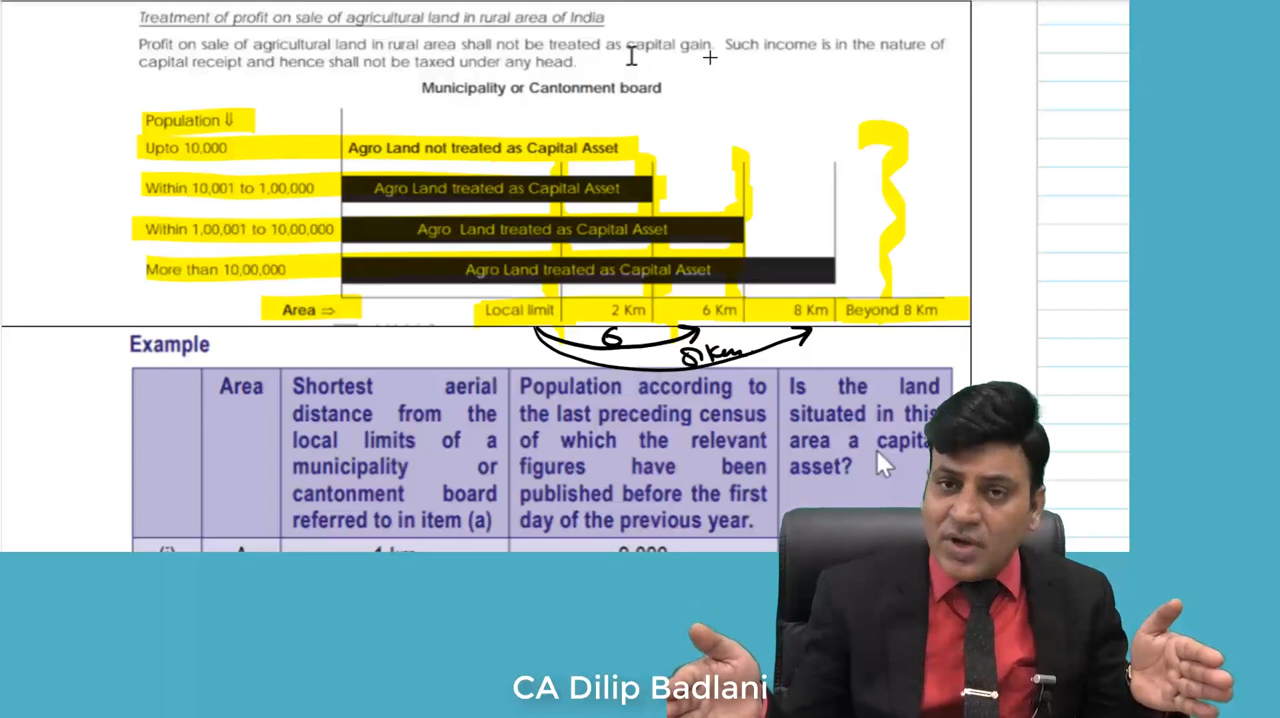 Treatment of profit on sale of agricultural land in rural area of India
Profit on sale of agricultural land in rural area shall not be treated as capital gain. Such income is in the nature of
capital receipt and hence shall not be taxed under any head.
Municipality or Cantonment board
Population ⇓
Upto 10,000 Agro Land not treated as Capital Asset
Within 10,001 to 1,00,000 Agro Land treated as Capital Asset
Within 1,00,001 to 10,00,000 Agro Land treated as Capital Asset
More than 10,00,000 Agro Land treated as Capital Asset
Area ⇒ Local limit 2 Km 6 Km 8 Km Beyond 8 Km
6
8 Km
Example
Area
Shortest aerial
distance from the
local limits of a
municipality or
cantonment board
referred to in item (a)
Population according to
the last preceding census
of which the relevant
figures have been
published before the first
day of the previous year.
Is the land
situated in this
area a capita
asset?
CA Dilip Badlani